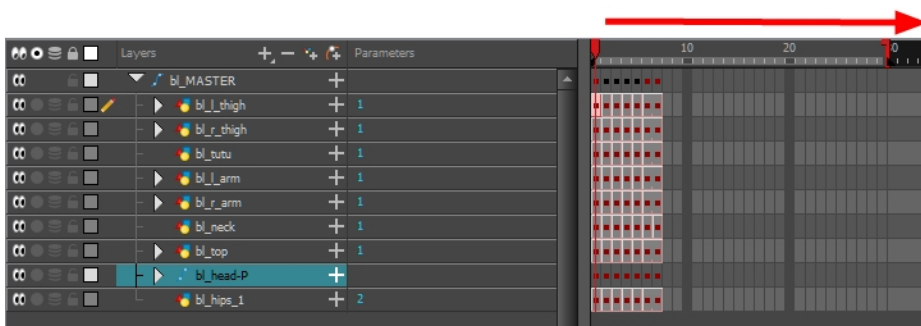 Layers Parameters 10 20 30
bl_MASTER
bl_l_thigh 1
bl_r_thigh 1
bl_tutu 1
bl_l_arm 1
bl_r_arm 1
bl_neck 1
bl_top 1
bl_head-P
bl_hips_1 2